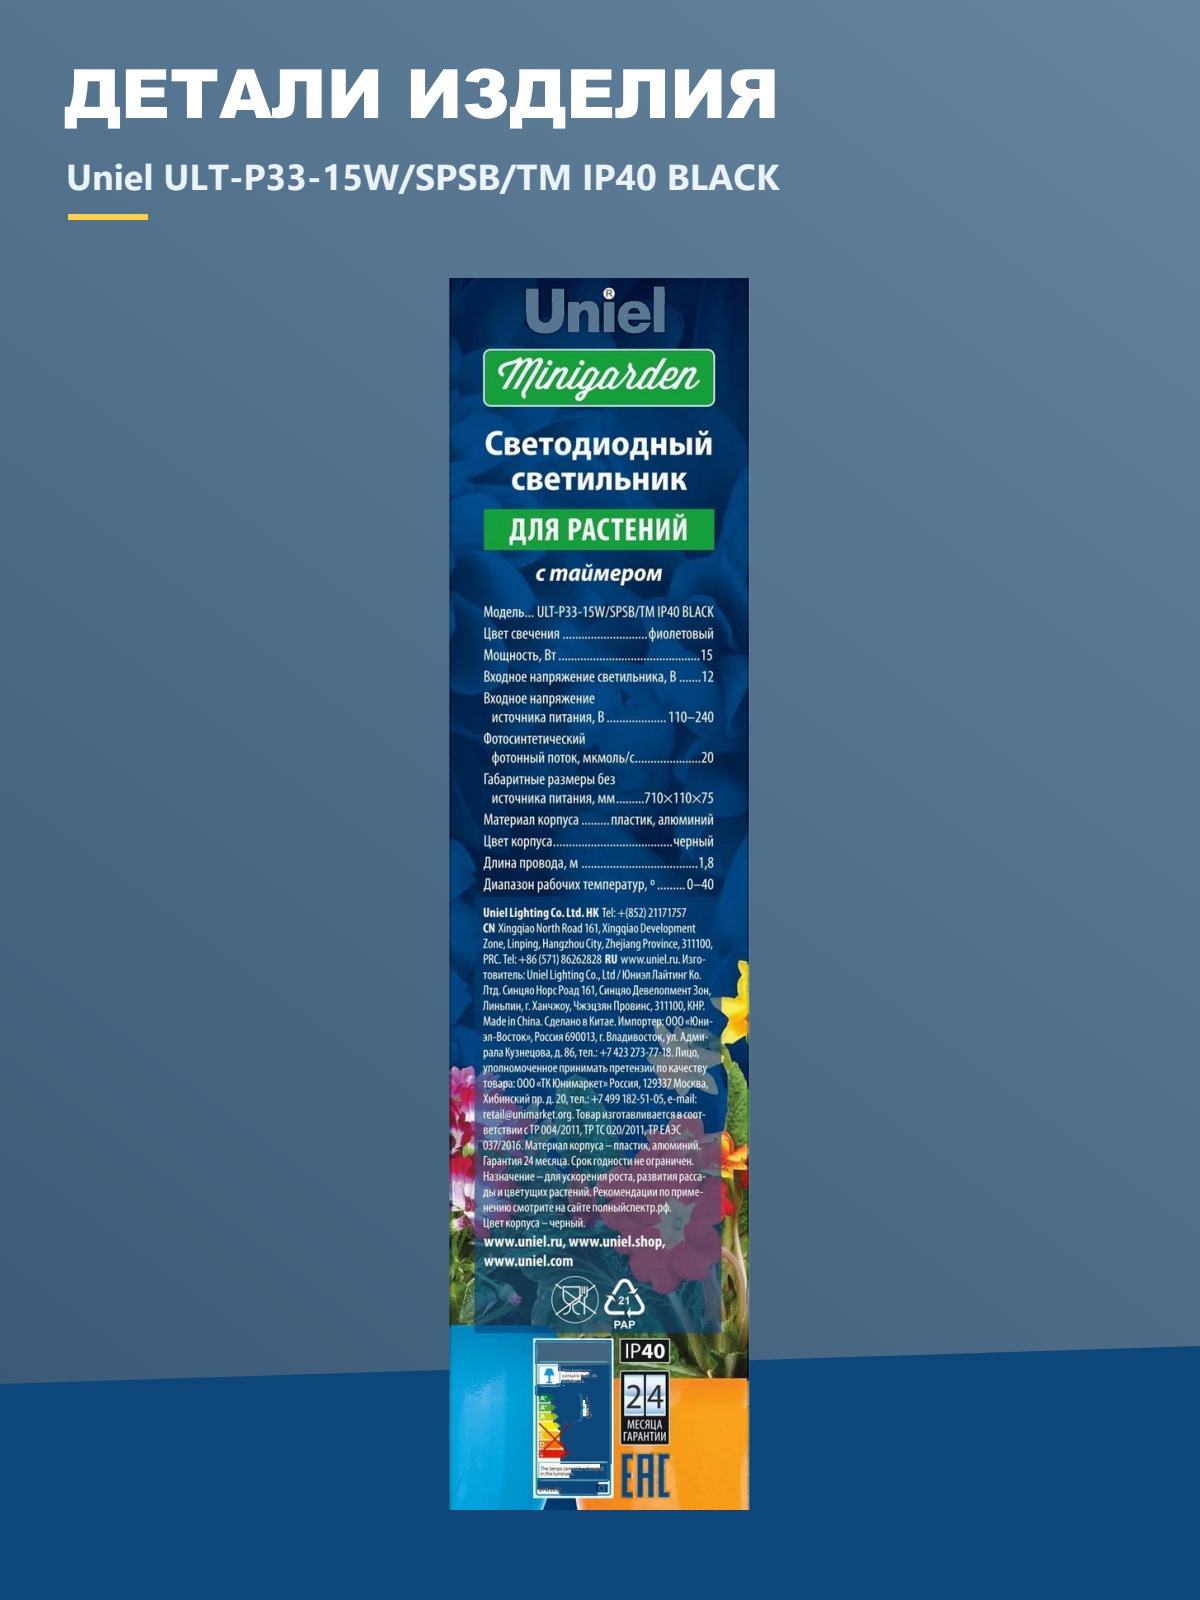 ДЕТАЛИ ИЗДЕЛИЯ
Uniel ULT-P33-15W/SPSB/TM IP40 BLACK
Uniel®
Minigarden
Светодиодный
светильник
ДЛЯ РАСТЕНИЙ
с таймером
Модель... ULT-P33-15W/SPSB/TM IP40 BLACK
Цвет свечения ..........................фиолетовый
Мощность, Вт ...........................................15
Входное напряжение светильника, В .......12
Входное напряжение
источника питания, В .................. 110–240
Фотосинтетический
фотонный поток, мкмоль/с.....................20
Габаритные размеры без
источника питания, мм.........710×110×75
Материал корпуса .........пластик, алюминий
Цвет корпуса....................................черный
Длина провода, м ...................................1,8
Диапазон рабочих температур, º ......... 0–40
Uniel Lighting Co. Ltd. HK Tel: +(852) 21171757
CN Xingqiao North Road 161, Xingqiao Development
Zone, Linping, Hangzhou City, Zhejiang Province, 311100,
PRC. Tel: +86 (571) 86262828 RU www.uniel.ru. Изго-
товитель: Uniel Lighting Co., Ltd / Юниэл Лайтинг Ко.
Лтд. Синцяо Норс Роад 161, Синцяо Девелопмент Зон,
Линьпин, г. Ханчжоу, Чжэцзян Провинс, 311100, КНР.
Made in China. Сделано в Китае. Импортер: ООО «Юни-
эл-Восток», Россия 690013, г. Владивосток, ул. Адми-
рала Кузнецова, д. 86, тел.: +7 423 273-77-18. Лицо,
уполномоченное принимать претензии по качеству
товара: ООО «ТК Юнимаркет» Россия, 129337 Москва,
Хибинский пр. д. 20, тел.: +7 499 182-51-05, e-mail:
retail@unimarket.org. Товар изготавливается в соот-
ветствии с ТР 004/2011, ТР ТС 020/2011, ТР ЕАЭС
037/2016. Материал корпуса – пластик, алюминий.
Гарантия 24 месяца. Срок годности не ограничен.
Назначение – для ускорения роста, развития расса-
ды и цветущих растений. Рекомендации по приме-
нению смотрите на сайте полныйспектр.рф.
Цвет корпуса – черный.
www.uniel.ru, www.uniel.shop,
www.uniel.com
21
PAP
IP40
24
МЕСЯЦА
ГАРАНТИИ
EAC